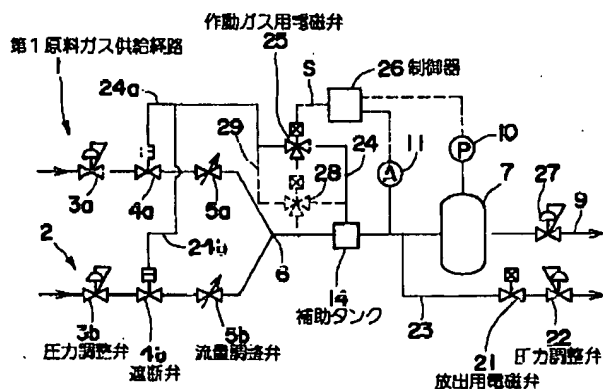 作動ガス用電磁弁
25
第1原料ガス供給経路
1
24a
S
26 制御器
29
24
11
A
P
10
7
27
9
28
3a
4a
5a
24b
2
6
14
補助タンク
23
3b
圧力調整弁
4b
遮断弁
5b
流量調整弁
21
放出用電磁弁
22
圧力調整弁